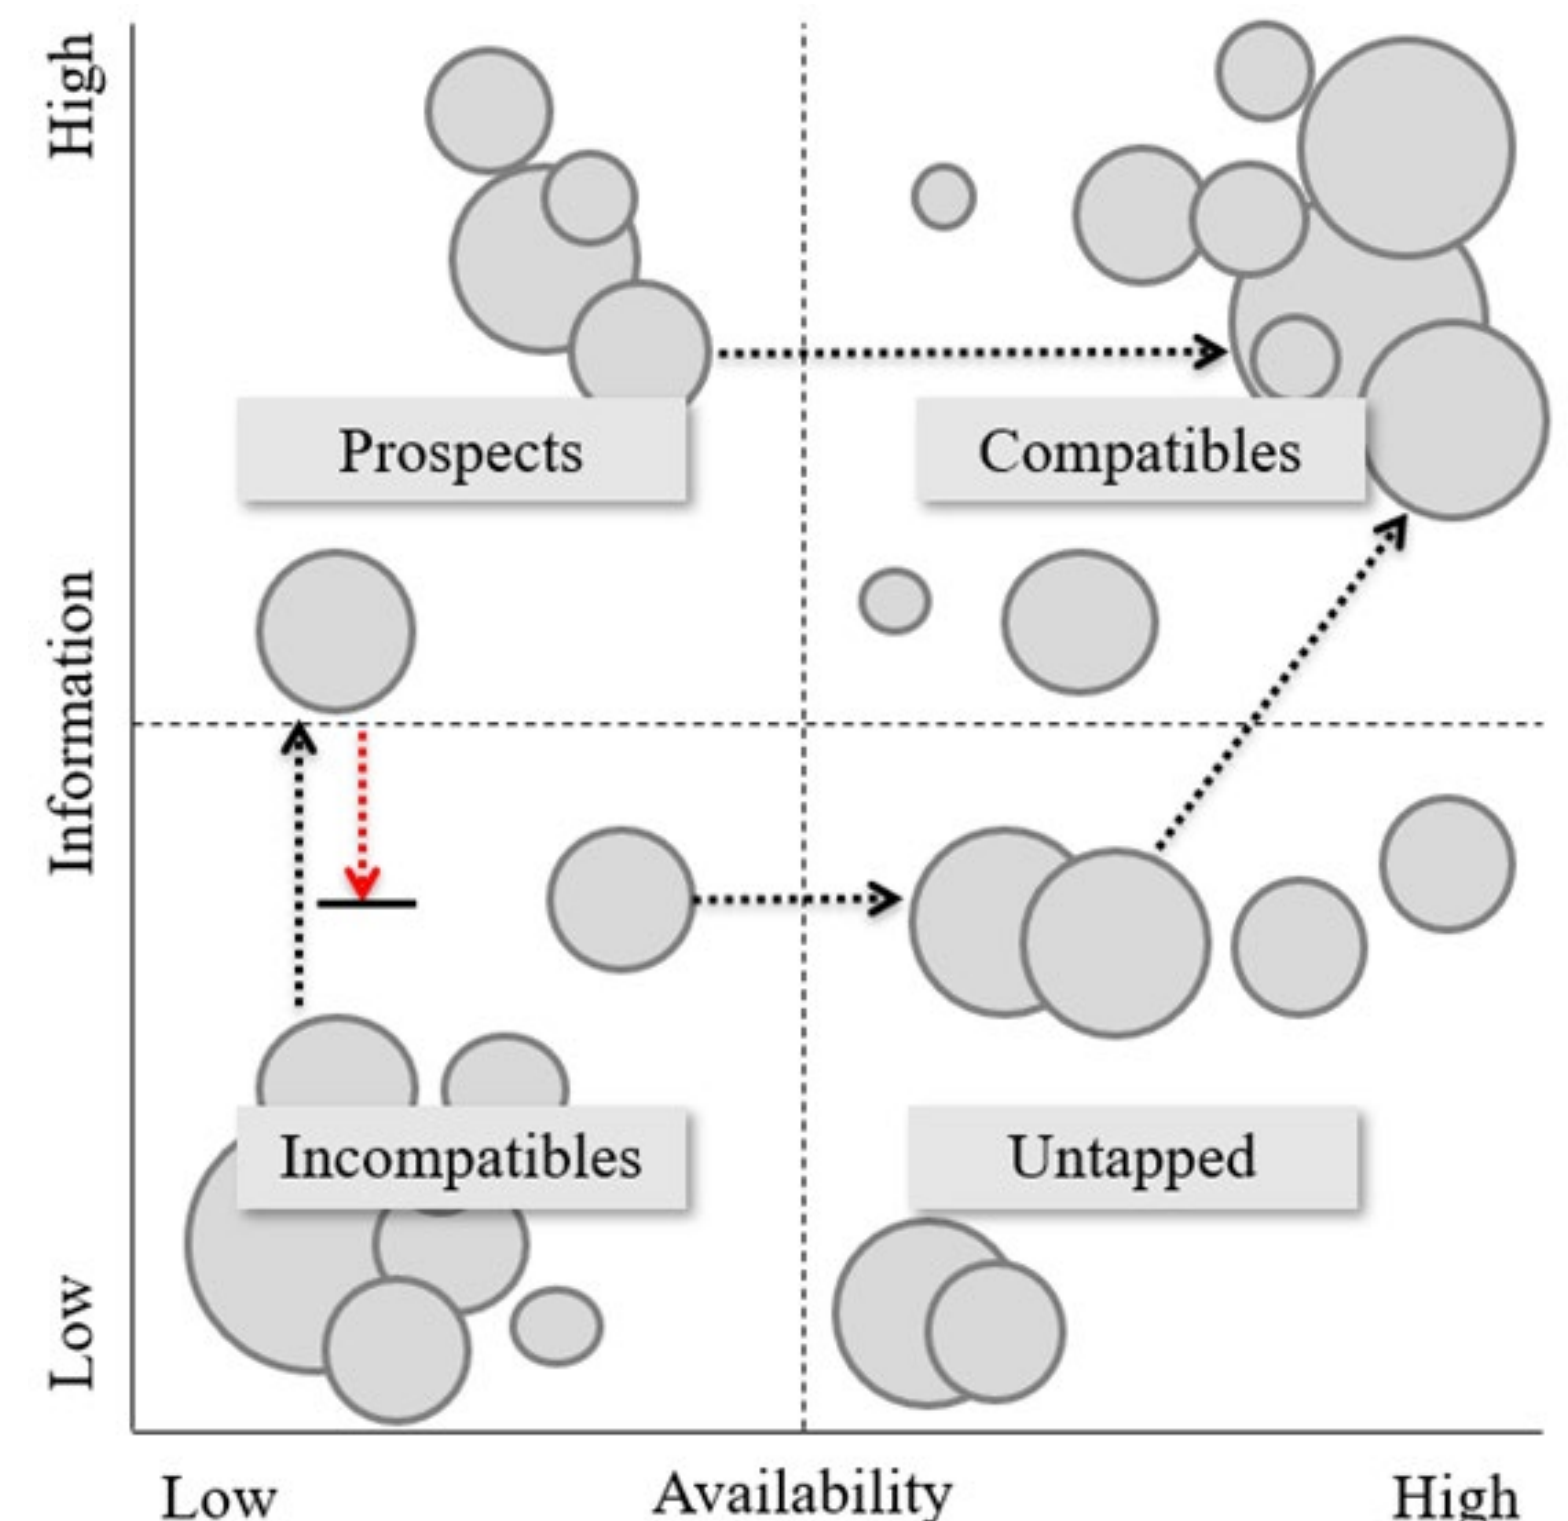 High
Prospects
Compatibles
Information
Incompatibles
Untapped
Low
Low
Availability
High